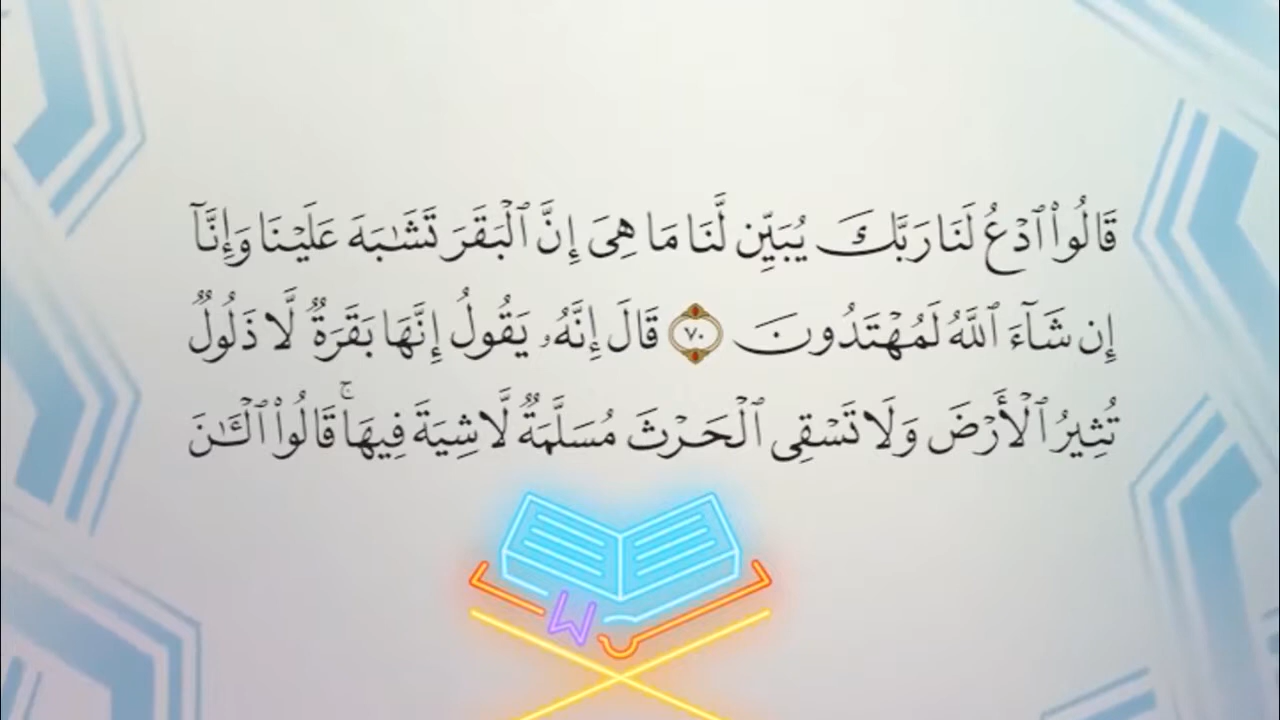 قَالُوا۟ ٱدْعُ لَنَا رَبَّكَ يُبَيِّن لَّنَا مَا هِىَ إِنَّ ٱلْبَقَرَ تَشَـٰبَهَ عَلَيْنَا وَإِنَّآ
إِن شَآءَ ٱللَّهُ لَمُهْتَدُونَ ٧٠ قَالَ إِنَّهُۥ يَقُولُ إِنَّهَا بَقَرَةٌ لَّا ذَلُولٌ
تُثِيرُ ٱلْأَرْضَ وَلَا تَسْقِى ٱلْحَرْثَ مُسَلَّمَةٌ لَّا شِيَةَ فِيهَا ۚ قَالُوا۟ ٱلْـَٔـٰنَ